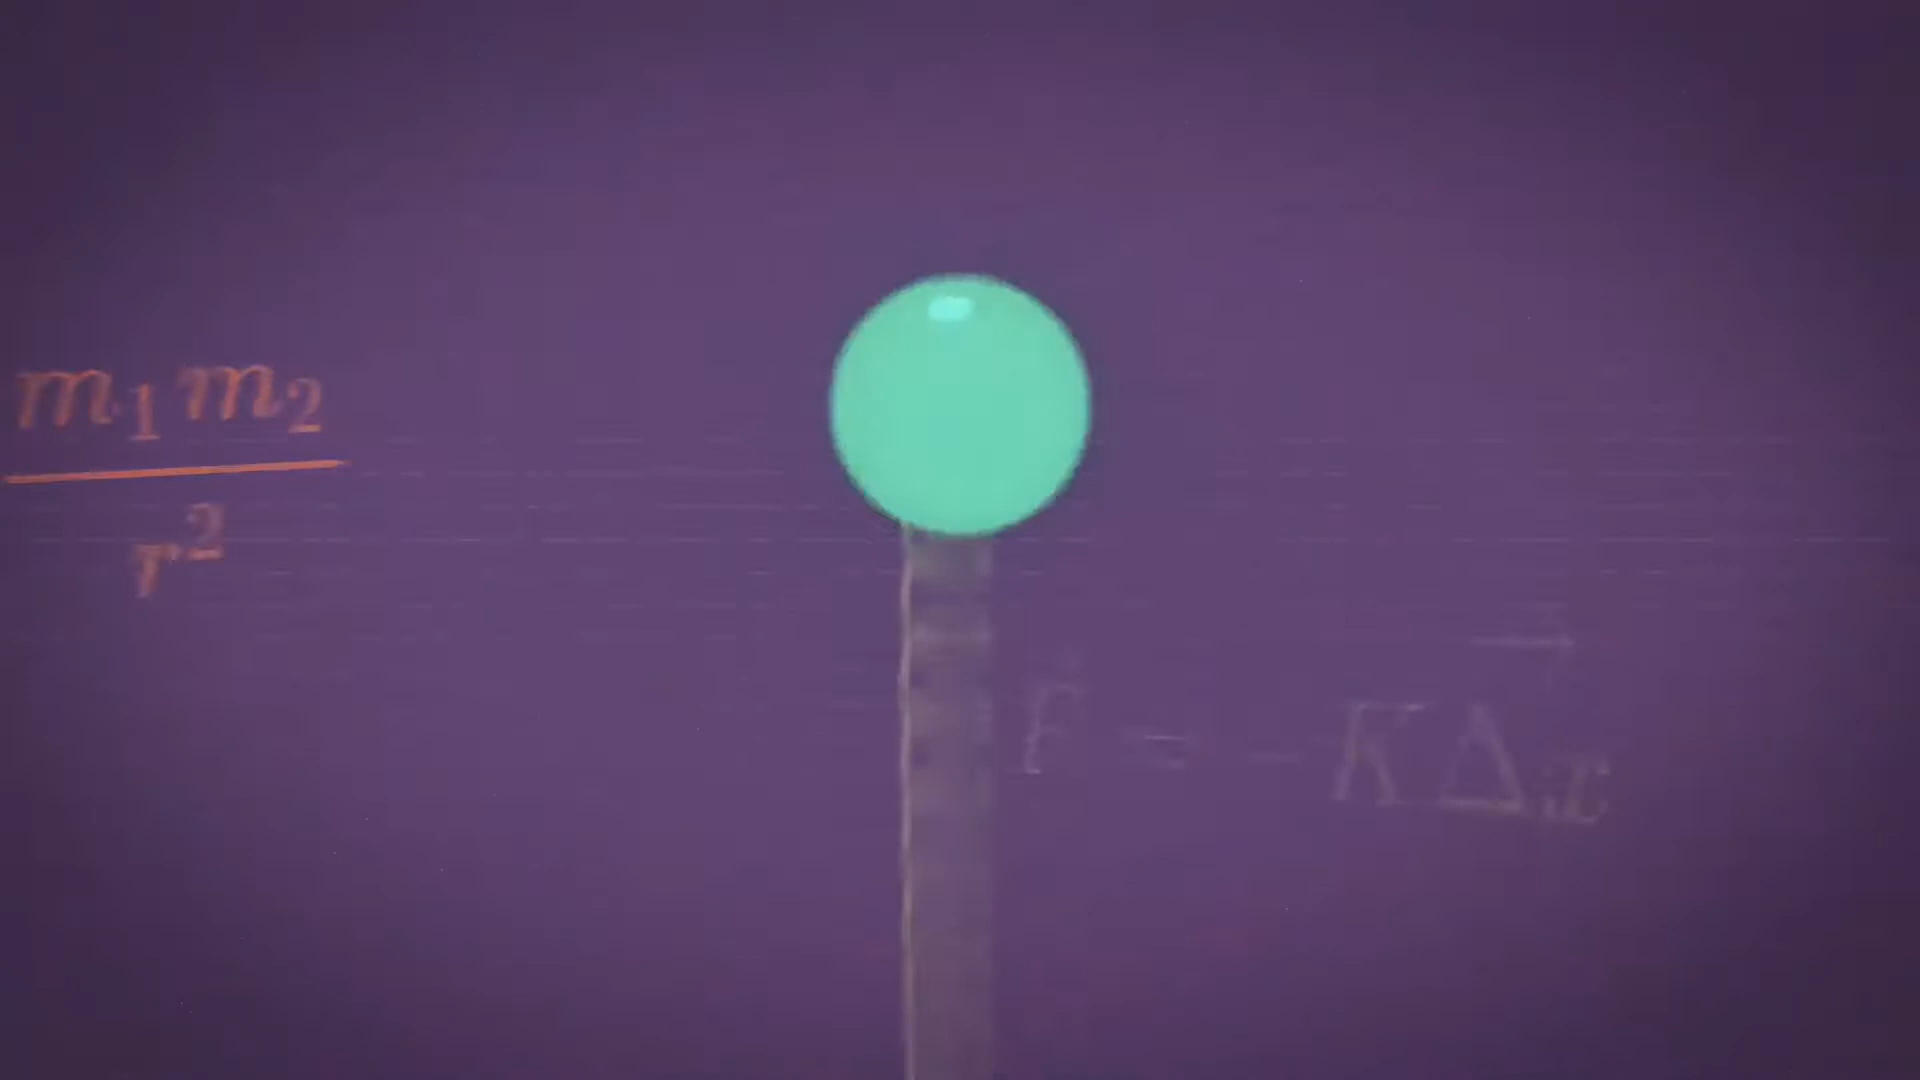 m₁m₂
r²
F⃗ = -KΔx⃗